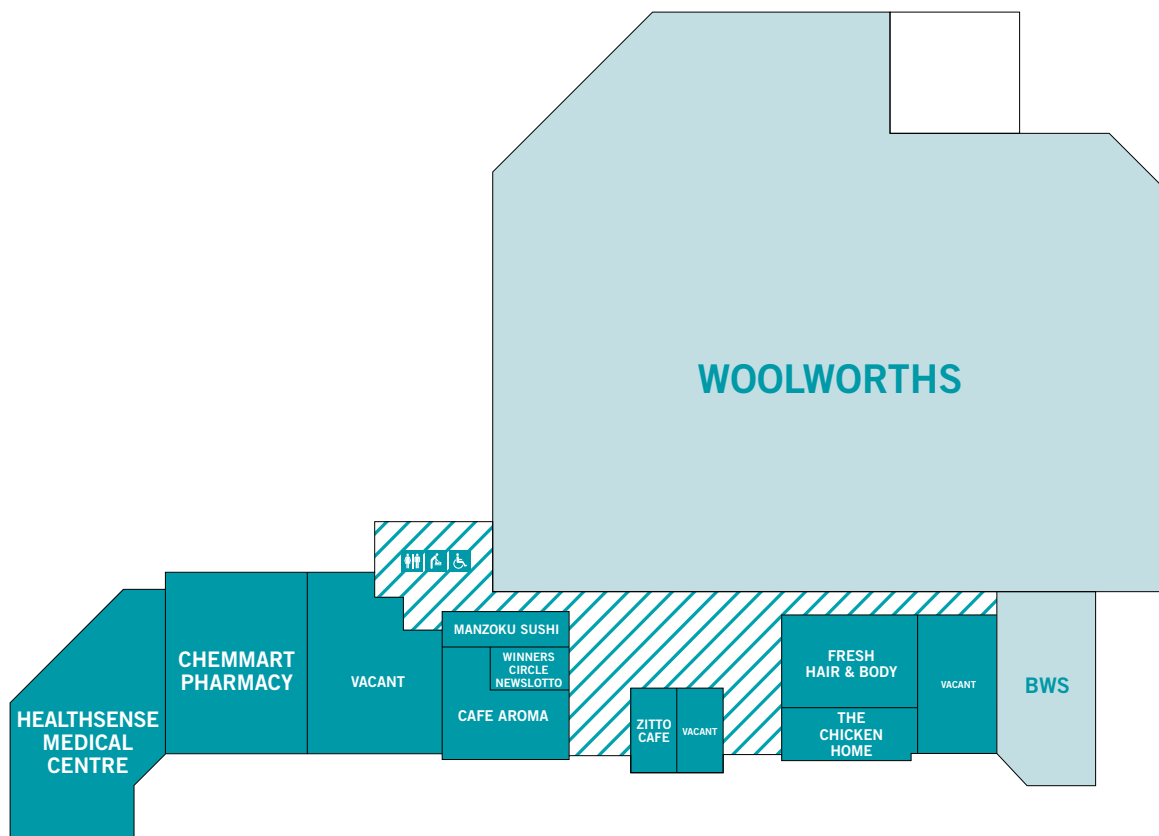 WOOLWORTHS
MANZOKU SUSHI
WINNERS
CIRCLE
NEWSLOTTO
CAFE AROMA
CHEMMART
PHARMACY
VACANT
HEALTHSENSE
MEDICAL
CENTRE
ZITTO
CAFE
VACANT
FRESH
HAIR & BODY
THE
CHICKEN
HOME
VACANT
BWS